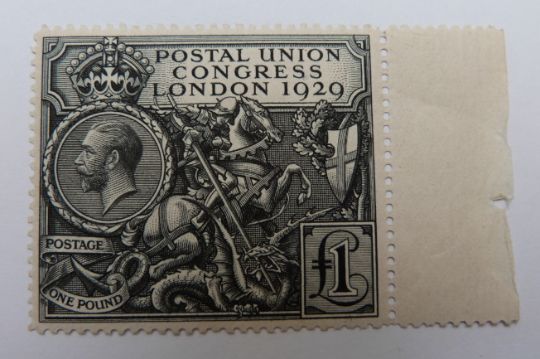 POSTAL UNION
CONGRESS
LONDON 1929
POSTAGE
ONE POUND
£1